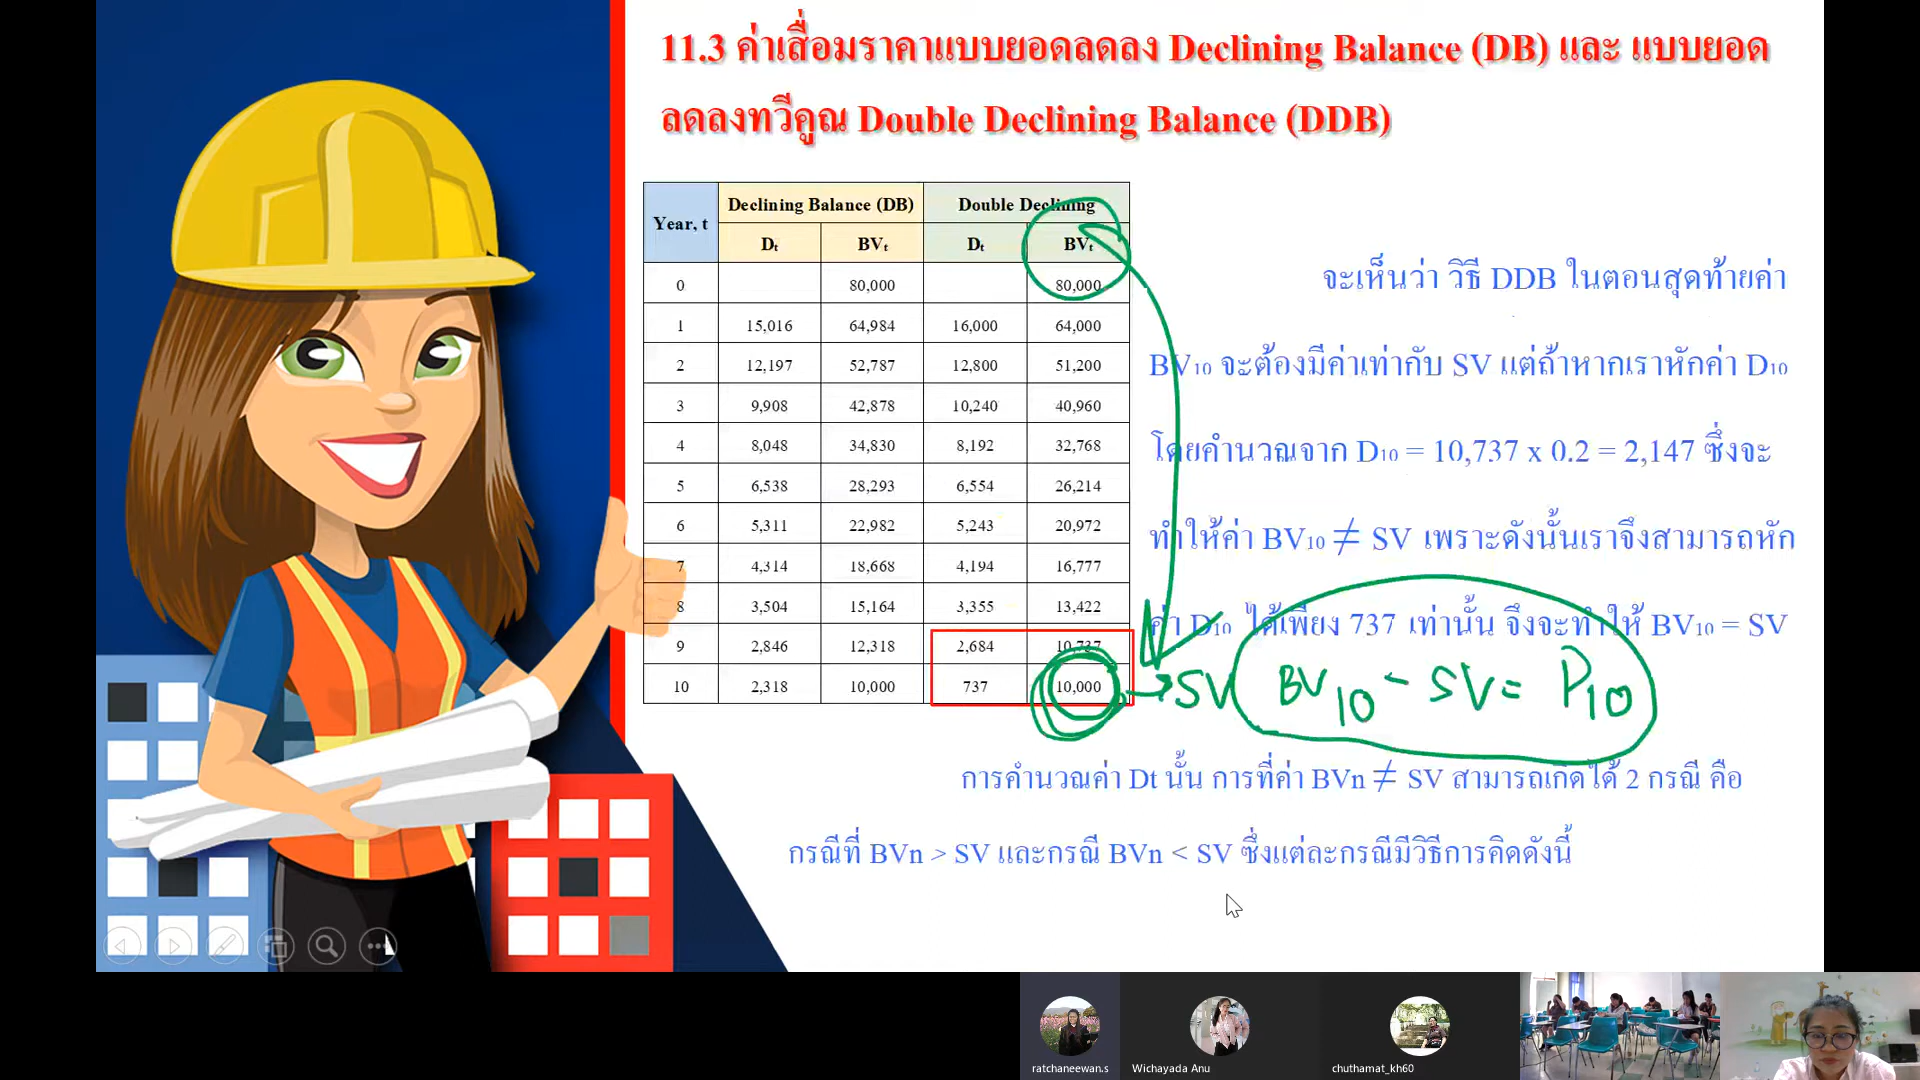 11.3 ค่าเสื่อมราคาแบบยอดลดลง Declining Balance (DB) และ แบบยอด
ลดลงทวีคูณ Double Declining Balance (DDB)
Year, t Declining Balance (DB) Double Declining
Dt BVt Dt BVt
0 80,000 80,000
1 15,016 64,984 16,000 64,000
2 12,197 52,787 12,800 51,200
3 9,908 42,878 10,240 40,960
4 8,048 34,830 8,192 32,768
5 6,538 28,293 6,554 26,214
6 5,311 22,982 5,243 20,972
7 4,314 18,668 4,194 16,777
8 3,504 15,164 3,355 13,422
9 2,846 12,318 2,684 10,737
10 2,318 10,000 737 10,000
จะเห็นว่า วิธี DDB ในตอนสุดท้ายค่า
BV10 จะต้องมีค่าเท่ากับ SV แต่ถ้าหากเราหักค่า D10
โดยคำนวณจาก D10 = 10,737 x 0.2 = 2,147 ซึ่งจะ
ทำให้ค่า BV10 ≠ SV เพราะดังนั้นเราจึงสามารถหัก
ค่า D10 ได้เพียง 737 เท่านั้น จึงจะทำให้ BV10 = SV
SV BV10 - SV = D10
การคำนวณค่า Dt นั้น การที่ค่า BVn ≠ SV สามารถเกิดได้ 2 กรณี คือ
กรณีที่ BVn > SV และกรณี BVn < SV ซึ่งแต่ละกรณีมีวิธีการคิดดังนี้
ratchaneewan.s Wichayada Anu chuthamat_kh60